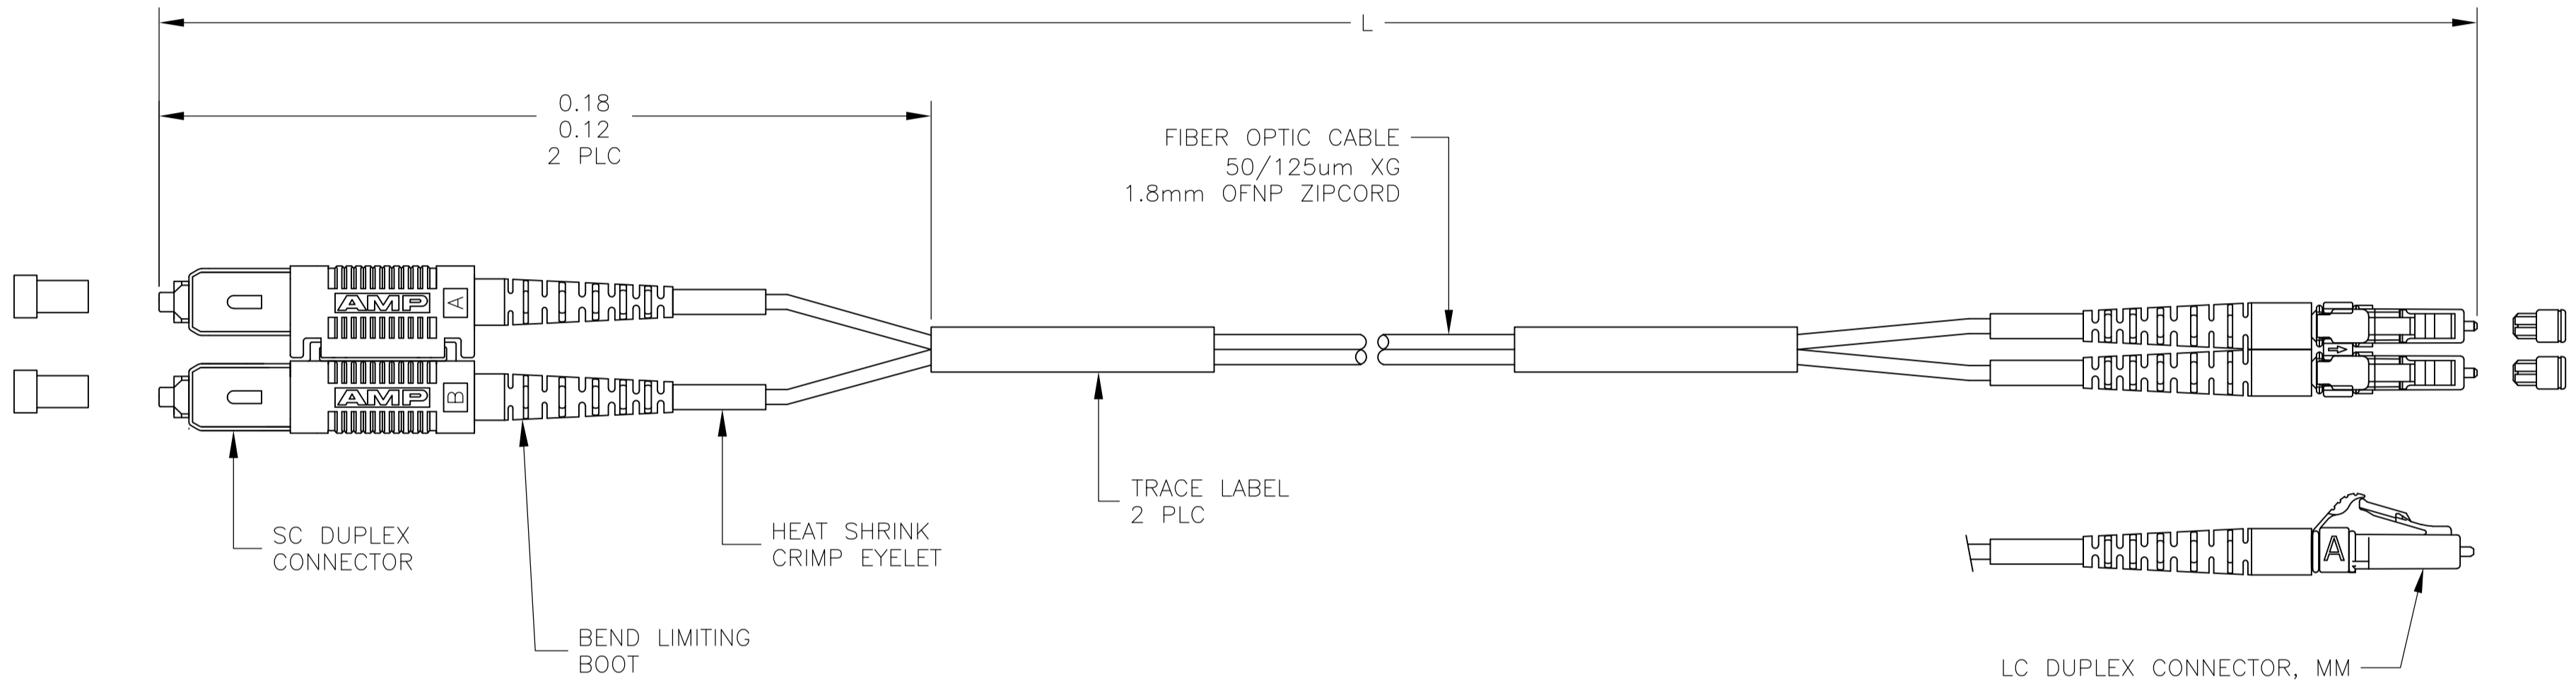 L
0.18
0.12
2 PLC
FIBER OPTIC CABLE
50/125um XG
1.8mm OFNP ZIPCORD
AMP A
AMP B
TRACE LABEL
2 PLC
SC DUPLEX
CONNECTOR
HEAT SHRINK
CRIMP EYELET
A
BEND LIMITING
BOOT
LC DUPLEX CONNECTOR, MM